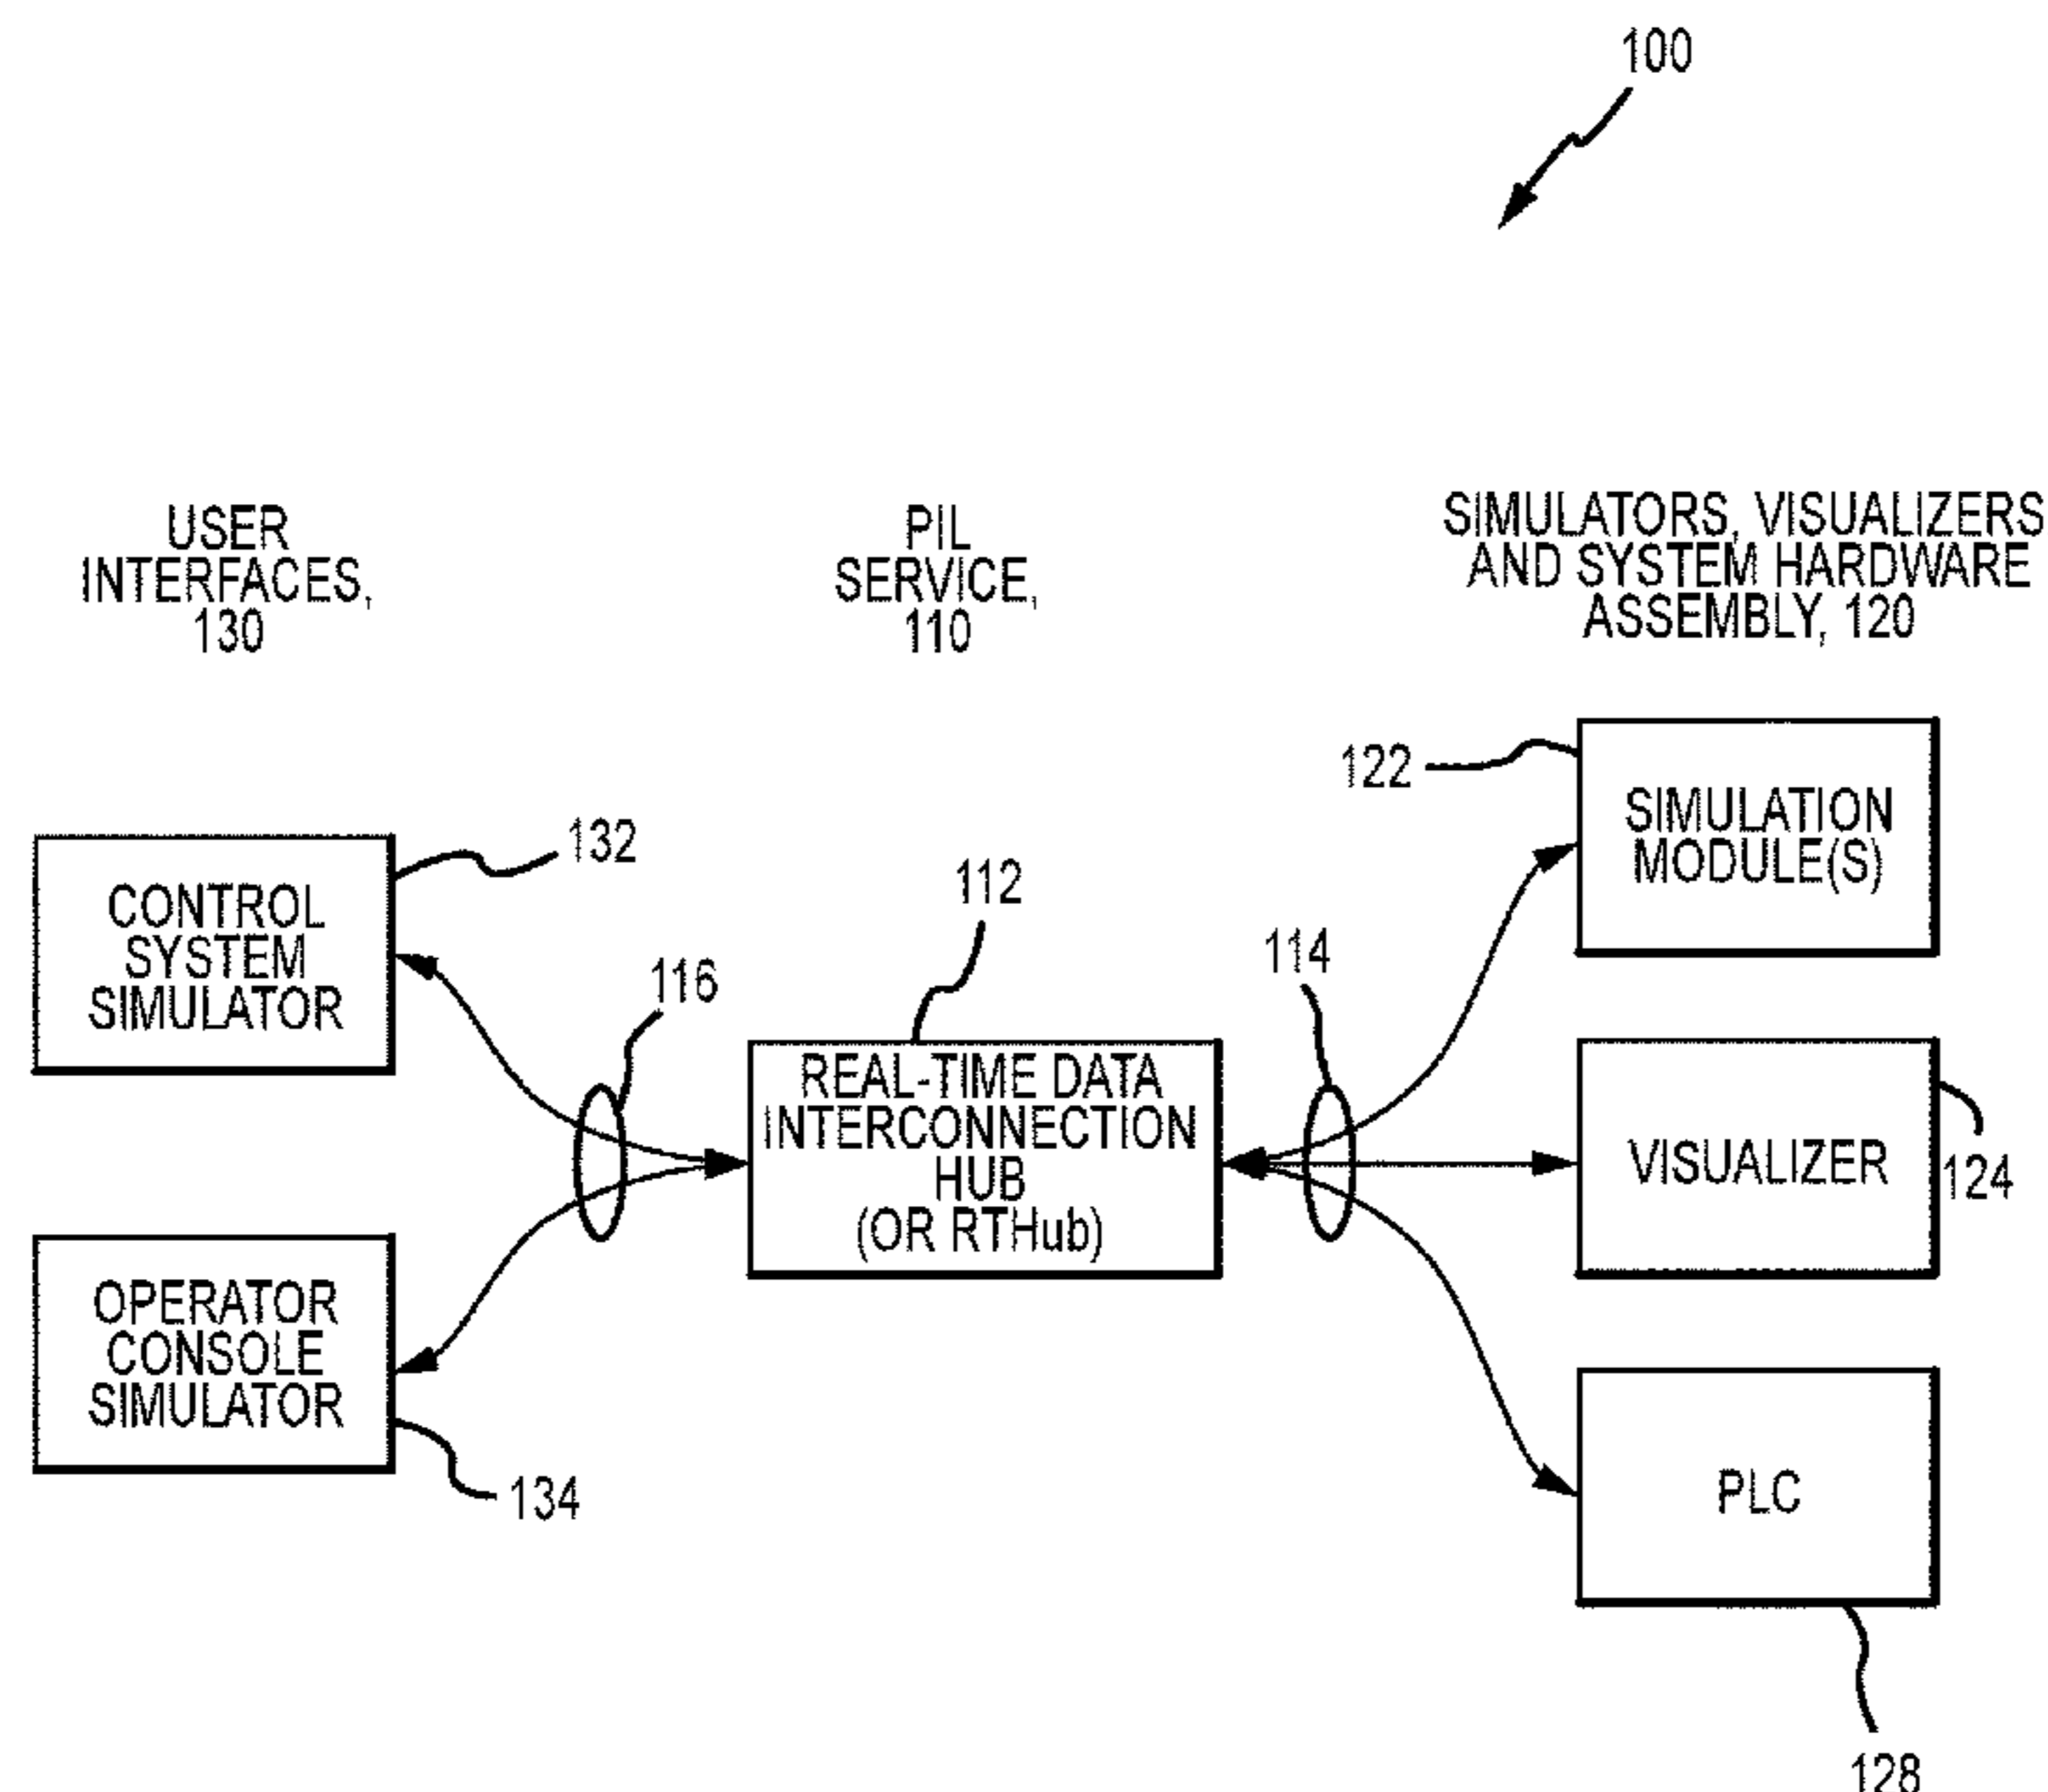 100
USER
INTERFACES,
130
PIL
SERVICE,
110
SIMULATORS, VISUALIZERS
AND SYSTEM HARDWARE
ASSEMBLY, 120
CONTROL
SYSTEM
SIMULATOR
132
OPERATOR
CONSOLE
SIMULATOR
134
116
112
REAL-TIME DATA
INTERCONNECTION
HUB
(OR RTHub)
114
122
SIMULATION
MODULE(S)
VISUALIZER
124
PLC
128